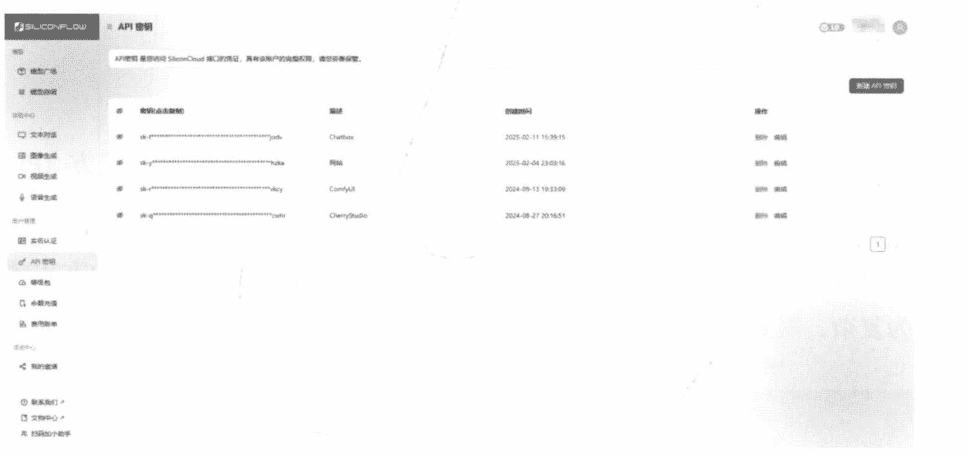 SILICONFLOW
API 密钥
API密钥 是您访问 SiliconCloud 接口的凭证，具有该账户的完整权限，请您妥善保管。
新建 API 密钥
密钥(点击复制) 描述 创建时间 操作
Chatbox 2025-02-11 15:39:15 删除 编辑
网站 2025-02-04 23:03:16 删除 编辑
ComfyUI 2024-09-13 19:33:09 删除 编辑
CherryStudio 2024-08-27 20:16:51 删除 编辑
1
模型广场
文本对话
图像生成
视频生成
语音生成
实名认证
API 密钥
余额充值
费用账单
我的邀请
联系我们
文档中心
扫码加小助手